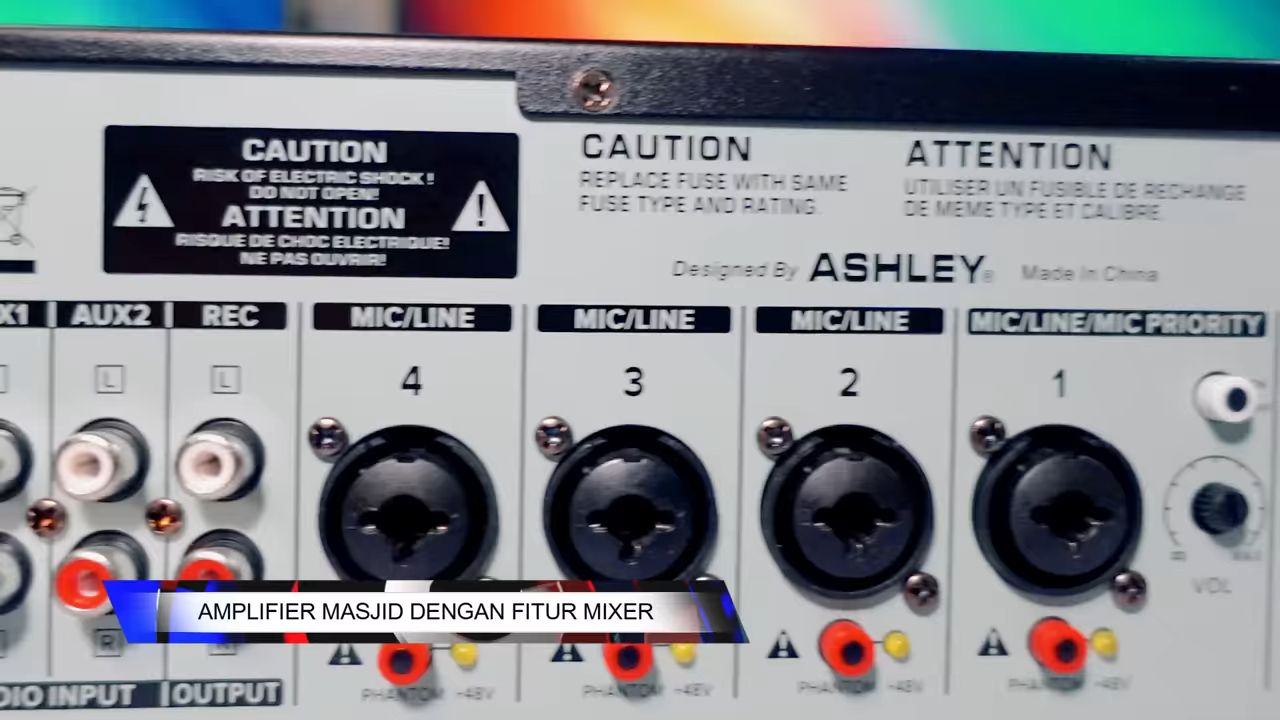 CAUTION
RISK OF ELECTRIC SHOCK !
DO NOT OPEN!
ATTENTION
RISQUE DE CHOC ELECTRIQUE!
NE PAS OUVRIR!
CAUTION
REPLACE FUSE WITH SAME
FUSE TYPE AND RATING.
ATTENTION
UTILISER UN FUSIBLE DE RECHANGE
DE MEME TYPE ET CALIBRE.
Designed By ASHLEY® Made In China
X1 AUX2 REC MIC/LINE MIC/LINE MIC/LINE MIC/LINE/MIC PRIORITY
L L 4 3 2 1
VOL
AMPLIFIER MASJID DENGAN FITUR MIXER
R
PHANTOM +48V PHANTOM +48V PHANTOM +48V PHANTOM +48V
DIO INPUT OUTPUT